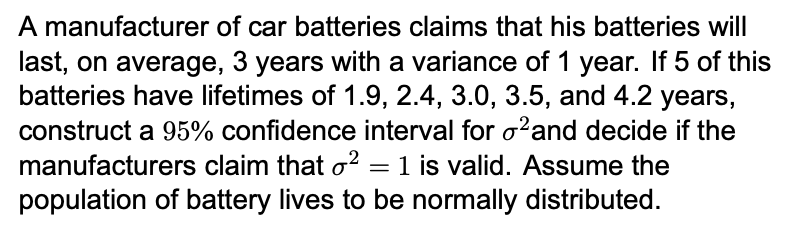 A manufacturer of car batteries claims that his batteries will
last, on average, 3 years with a variance of 1 year. If 5 of this
batteries have lifetimes of 1.9, 2.4, 3.0, 3.5, and 4.2 years,
construct a 95% confidence interval for σ²and decide if the
manufacturers claim that σ² = 1 is valid. Assume the
population of battery lives to be normally distributed.